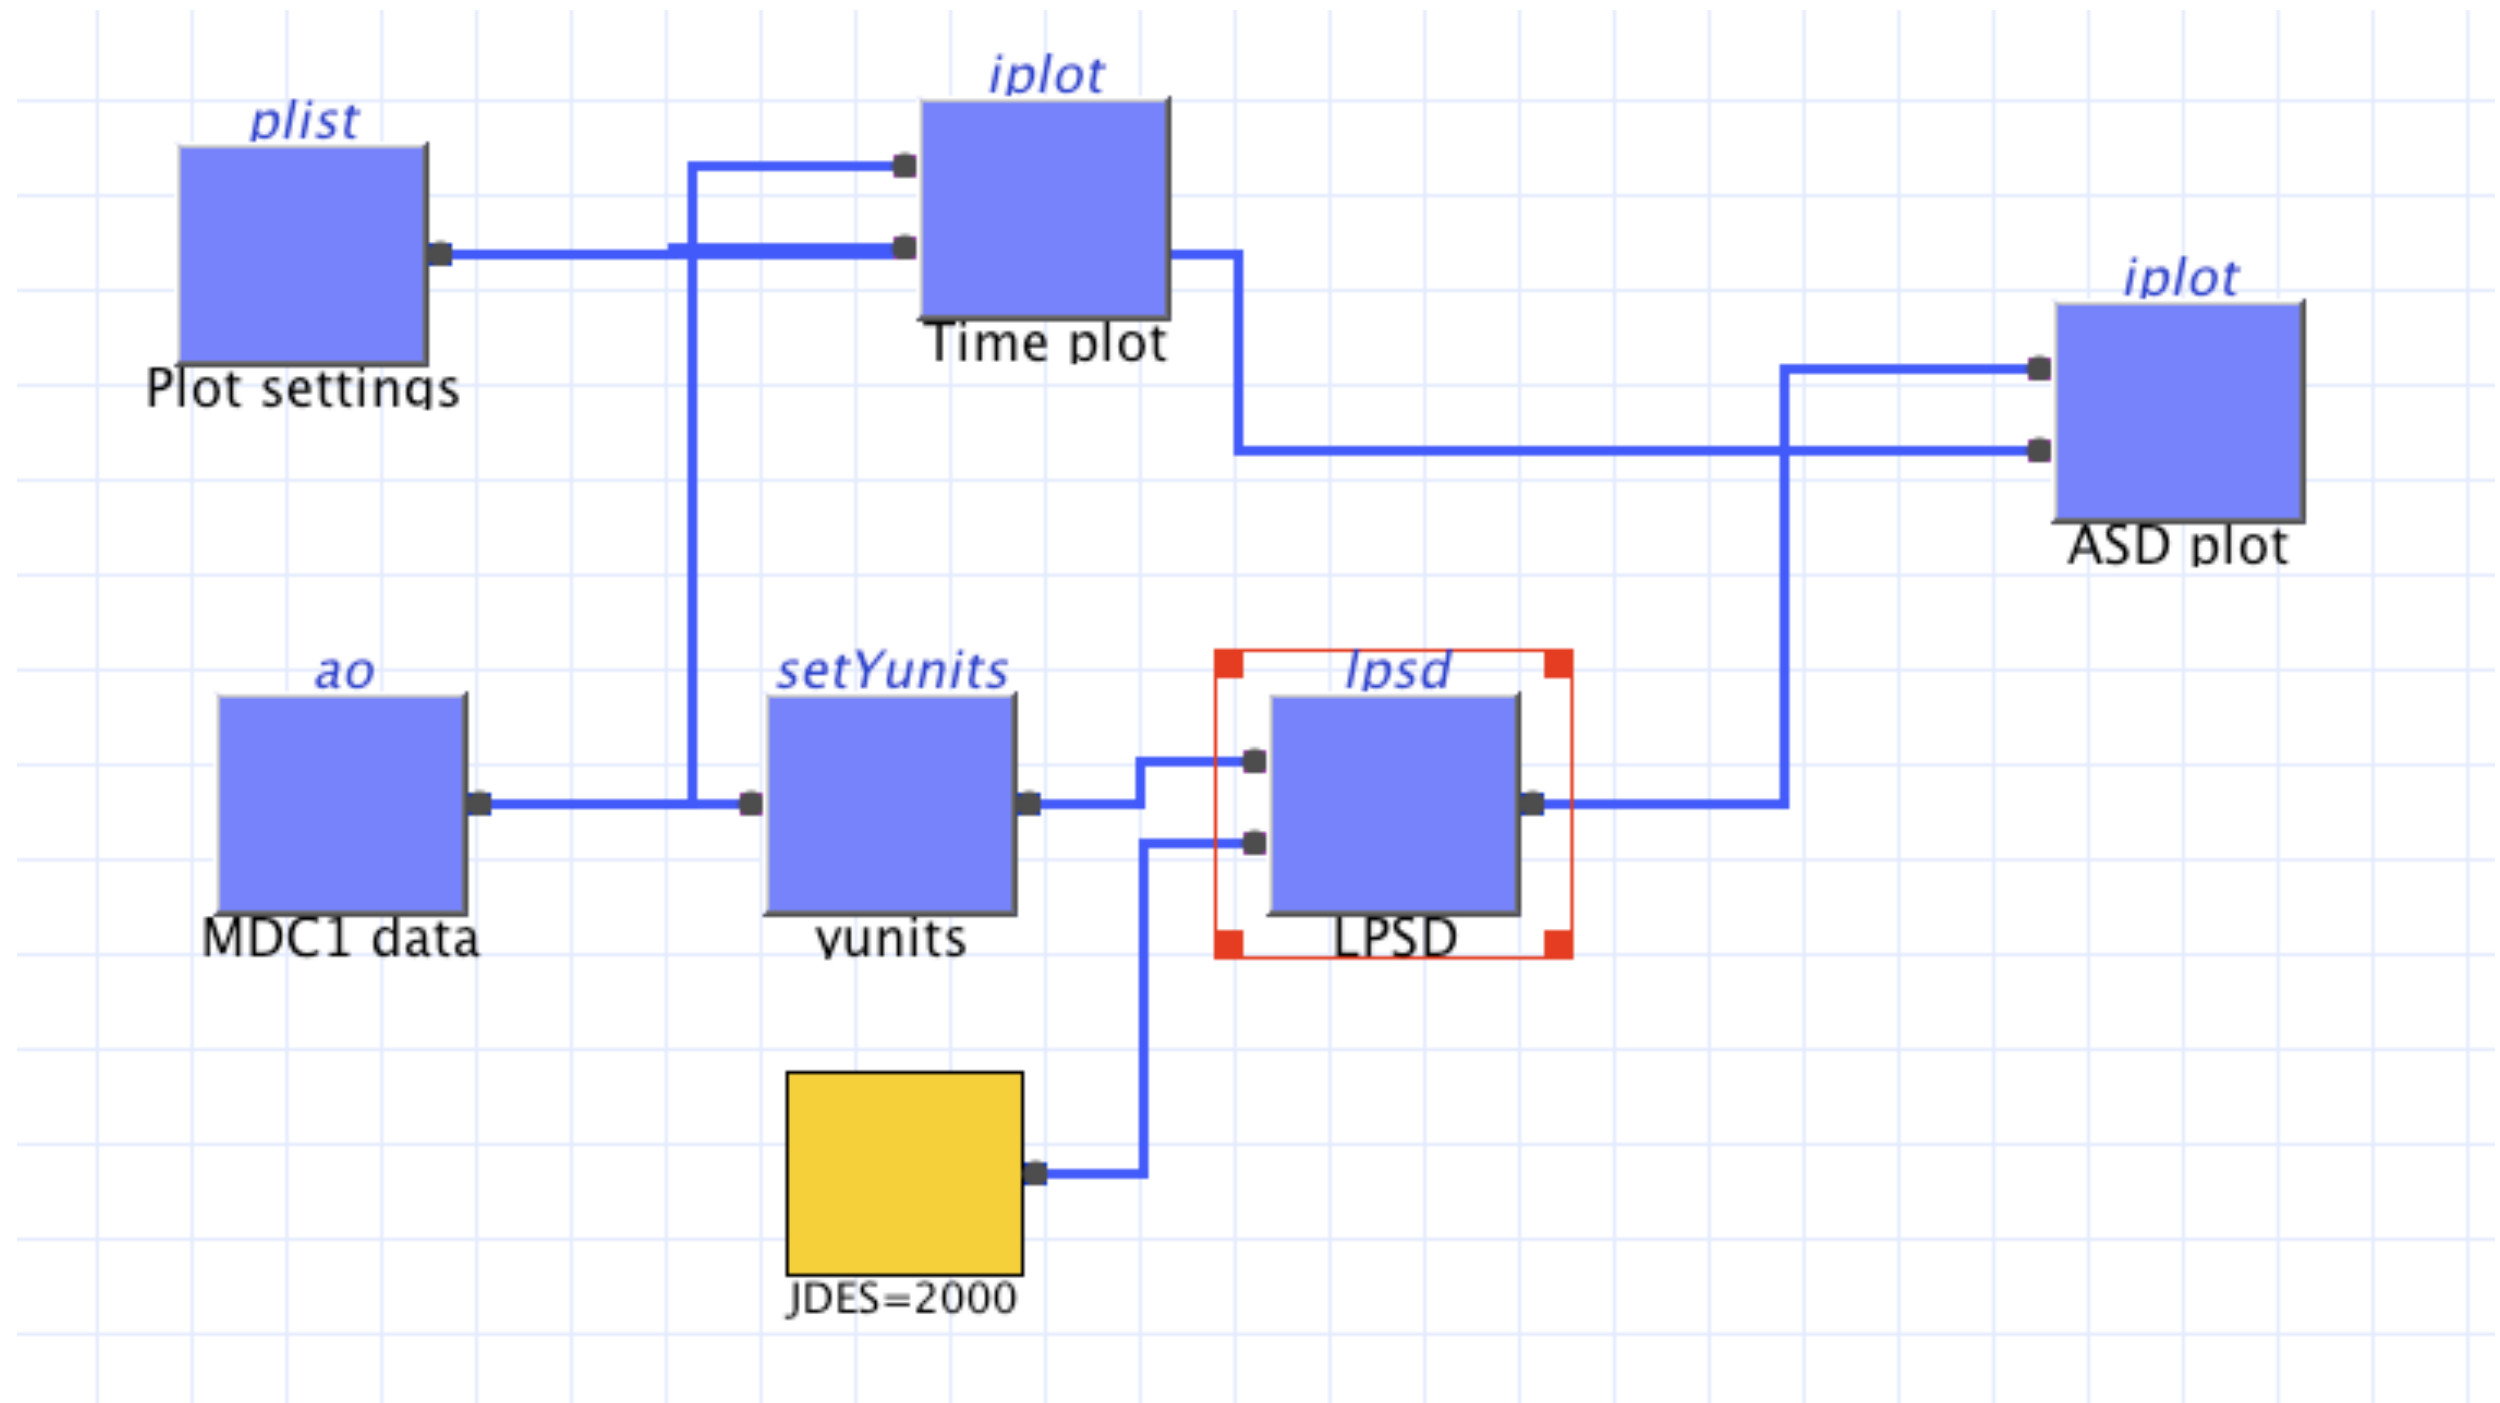 iplot
plist
Time plot
iplot
Plot settings
ASD plot
ao
setYunits
lpsd
MDC1 data
yunits
LPSD
JDES=2000